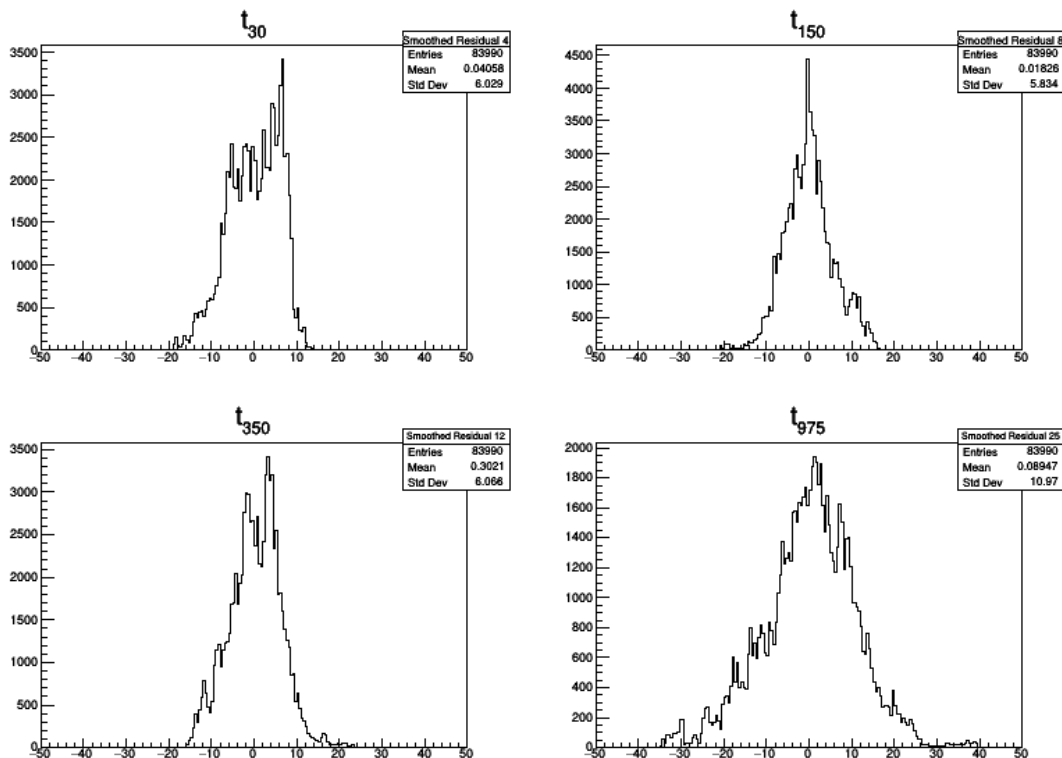 t30
Smoothed Residual 4
Entries 83990
Mean 0.04058
Std Dev 6.029
3500
3000
2500
2000
1500
1000
500
0
−50 −40 −30 −20 −10 0 10 20 30 40 50
t150
Smoothed Residual 8
Entries 83990
Mean 0.01826
Std Dev 5.834
4500
4000
3500
3000
2500
2000
1500
1000
500
0
−50 −40 −30 −20 −10 0 10 20 30 40 50
t350
Smoothed Residual 12
Entries 83990
Mean 0.3021
Std Dev 6.066
3500
3000
2500
2000
1500
1000
500
0
−50 −40 −30 −20 −10 0 10 20 30 40 50
t975
Smoothed Residual 25
Entries 83990
Mean 0.08947
Std Dev 10.97
2000
1800
1600
1400
1200
1000
800
600
400
200
0
−50 −40 −30 −20 −10 0 10 20 30 40 50